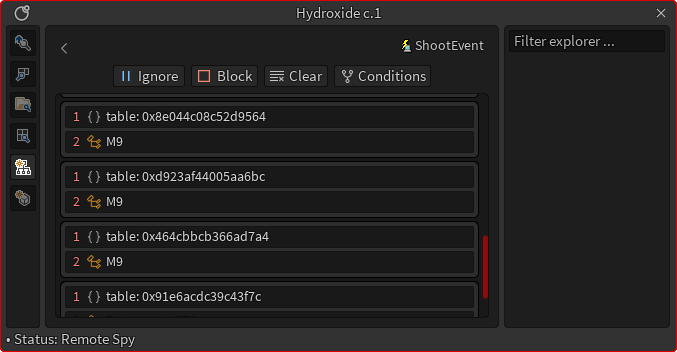 Hydroxide c.1
ShootEvent
Filter explorer ...
Ignore Block Clear Conditions
1 {} table: 0x8e044c08c52d9564
2 M9
1 {} table: 0xd923af44005aa6bc
2 M9
1 {} table: 0x464cbbcb366ad7a4
2 M9
1 {} table: 0x91e6acdc39c43f7c
• Status: Remote Spy